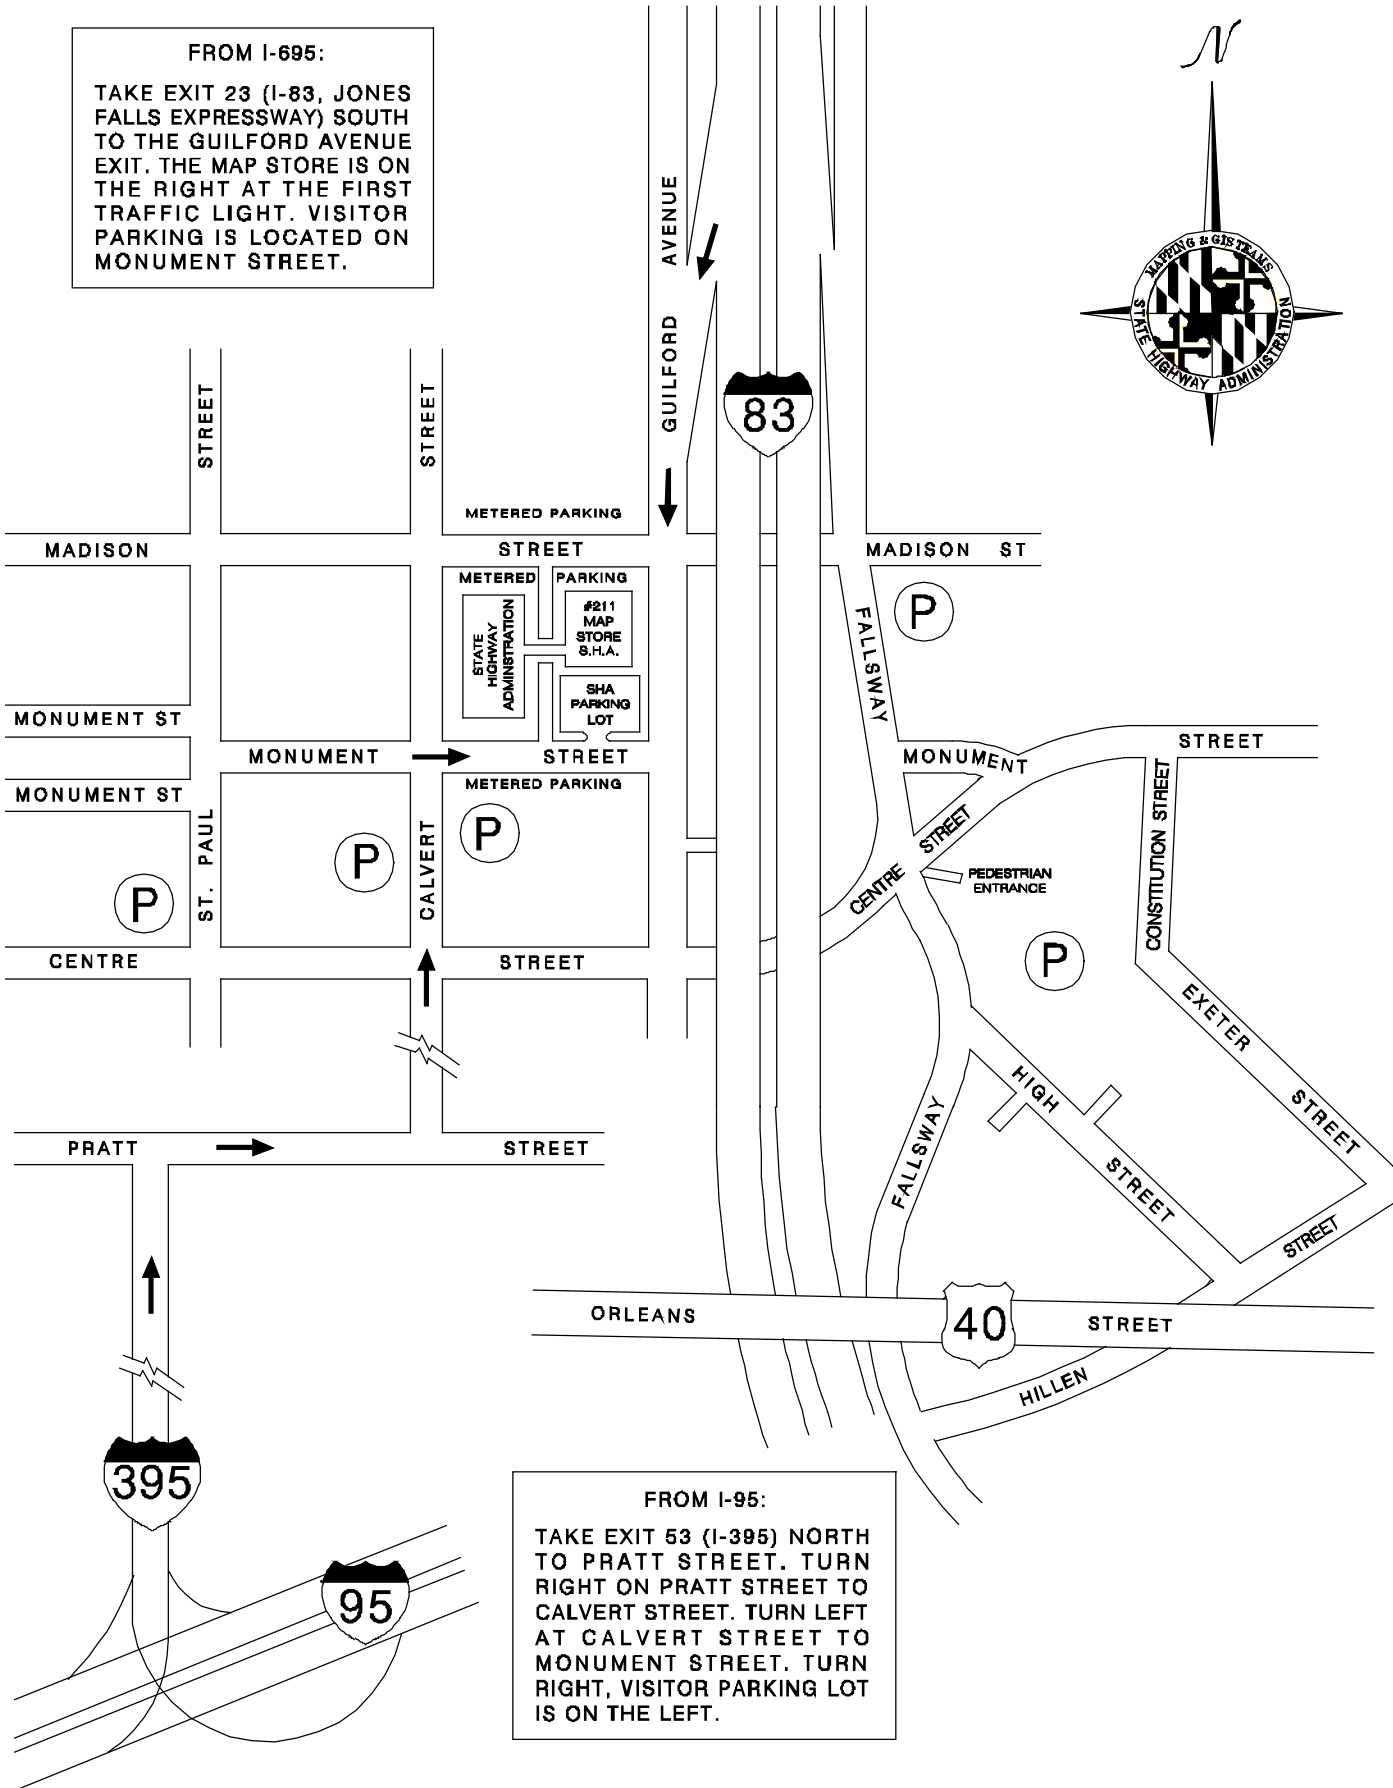 FROM I-695:
TAKE EXIT 23 (I-83, JONES
FALLS EXPRESSWAY) SOUTH
TO THE GUILFORD AVENUE
EXIT. THE MAP STORE IS ON
THE RIGHT AT THE FIRST
TRAFFIC LIGHT. VISITOR
PARKING IS LOCATED ON
MONUMENT STREET.
N
MAPPING & GIS TEAMS
STATE HIGHWAY ADMINISTRATION
GUILFORD AVENUE
83
STREET
STREET
METERED PARKING
MADISON
STREET
MADISON ST
METERED PARKING
STATE
HIGHWAY
ADMINISTRATION
#211
MAP
STORE
S.H.A.
SHA
PARKING
LOT
P
FALLSWAY
MONUMENT ST
MONUMENT
STREET
MONUMENT
STREET
METERED PARKING
MONUMENT ST
ST. PAUL
CALVERT
P
P
P
CENTRE STREET
PEDESTRIAN
ENTRANCE
CONSTITUTION STREET
P
CENTRE
STREET
EXETER STREET
HIGH STREET
FALLSWAY
PRATT
STREET
STREET
ORLEANS
40
STREET
HILLEN
395
95
FROM I-95:
TAKE EXIT 53 (I-395) NORTH
TO PRATT STREET. TURN
RIGHT ON PRATT STREET TO
CALVERT STREET. TURN LEFT
AT CALVERT STREET TO
MONUMENT STREET. TURN
RIGHT, VISITOR PARKING LOT
IS ON THE LEFT.